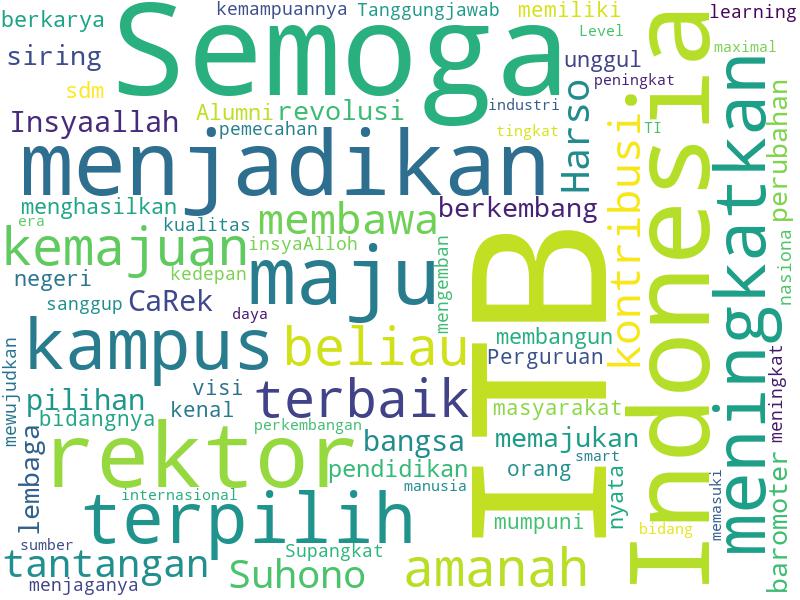 berkarya
kemampuannya
Tanggungjawab
memiliki
learning
Semoga
Level
siring
unggul
maximal
sdm
peningkat
Insyaallah
Alumni
revolusi
industri
Harso
Indonesia
pemecahan
tingkat
TI
menjadikan
kontribusi
meningkatkan
perubahan
menghasilkan
membawa
berkembang
era
kualitas
kemajuan
insyaAlloh
mengemban
ITB
nasiona
negeri
kedepan
maju
sanggup
CaRek
daya
kampus
beliau
membangun
Perguruan
mewujudkan
visi
terbaik
meningkat
pilihan
kenal
masyarakat
bidangnya
perkembangan
rektor
bangsa
memajukan
lembaga
pendidikan
orang
smart
baromoter
internasional
manusia
nyata
memasuki
terpilih
mumpuni
bidang
sumber
Supangkat
tantangan
Suhono
amanah
menjaganya